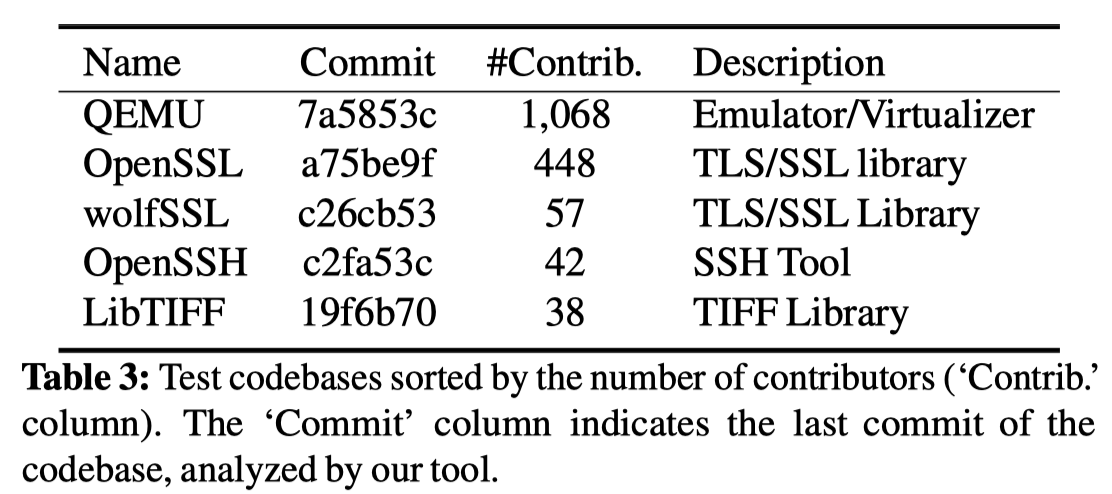 Name Commit #Contrib. Description
QEMU 7a5853c 1,068 Emulator/Virtualizer
OpenSSL a75be9f 448 TLS/SSL library
wolfSSL c26cb53 57 TLS/SSL Library
OpenSSH c2fa53c 42 SSH Tool
LibTIFF 19f6b70 38 TIFF Library
Table 3: Test codebases sorted by the number of contributors (‘Contrib.’
column). The ‘Commit’ column indicates the last commit of the
codebase, analyzed by our tool.